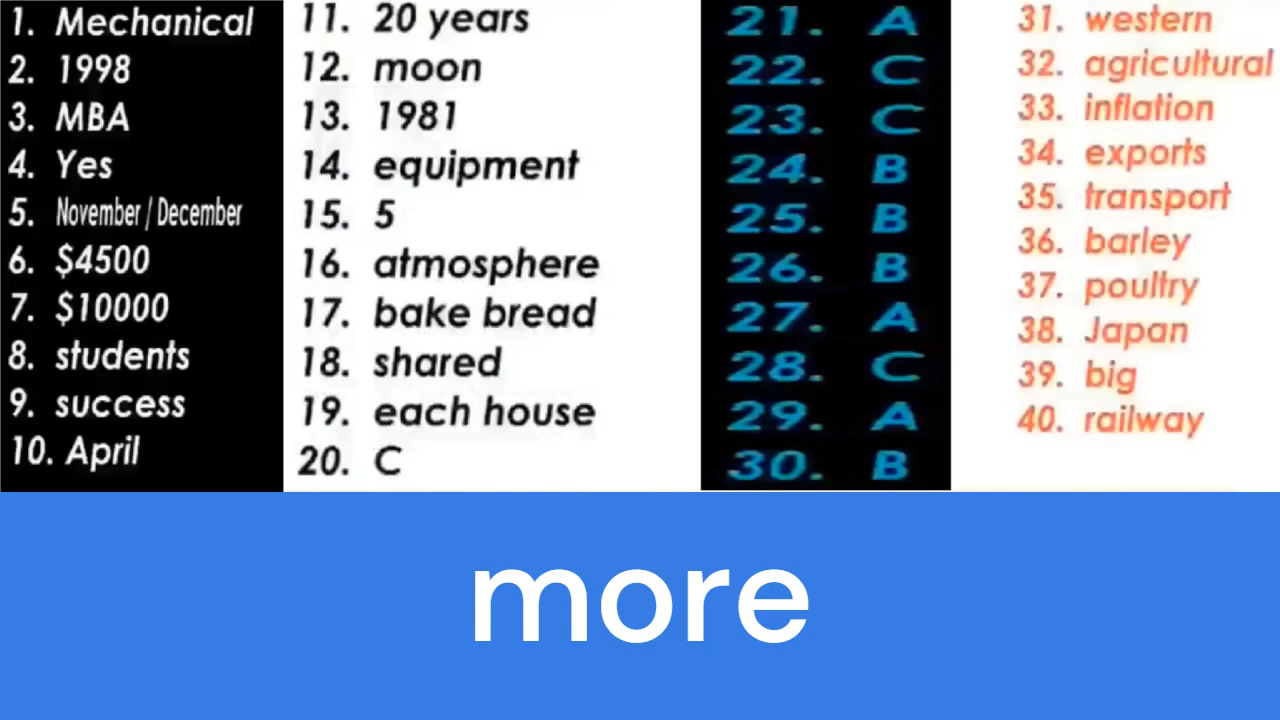 1. Mechanical
2. 1998
3. MBA
4. Yes
5. November / December
6. $4500
7. $10000
8. students
9. success
10. April
11. 20 years
12. moon
13. 1981
14. equipment
15. 5
16. atmosphere
17. bake bread
18. shared
19. each house
20. C
21. A
22. C
23. C
24. B
25. B
26. B
27. A
28. C
29. A
30. B
31. western
32. agricultural
33. inflation
34. exports
35. transport
36. barley
37. poultry
38. Japan
39. big
40. railway
more